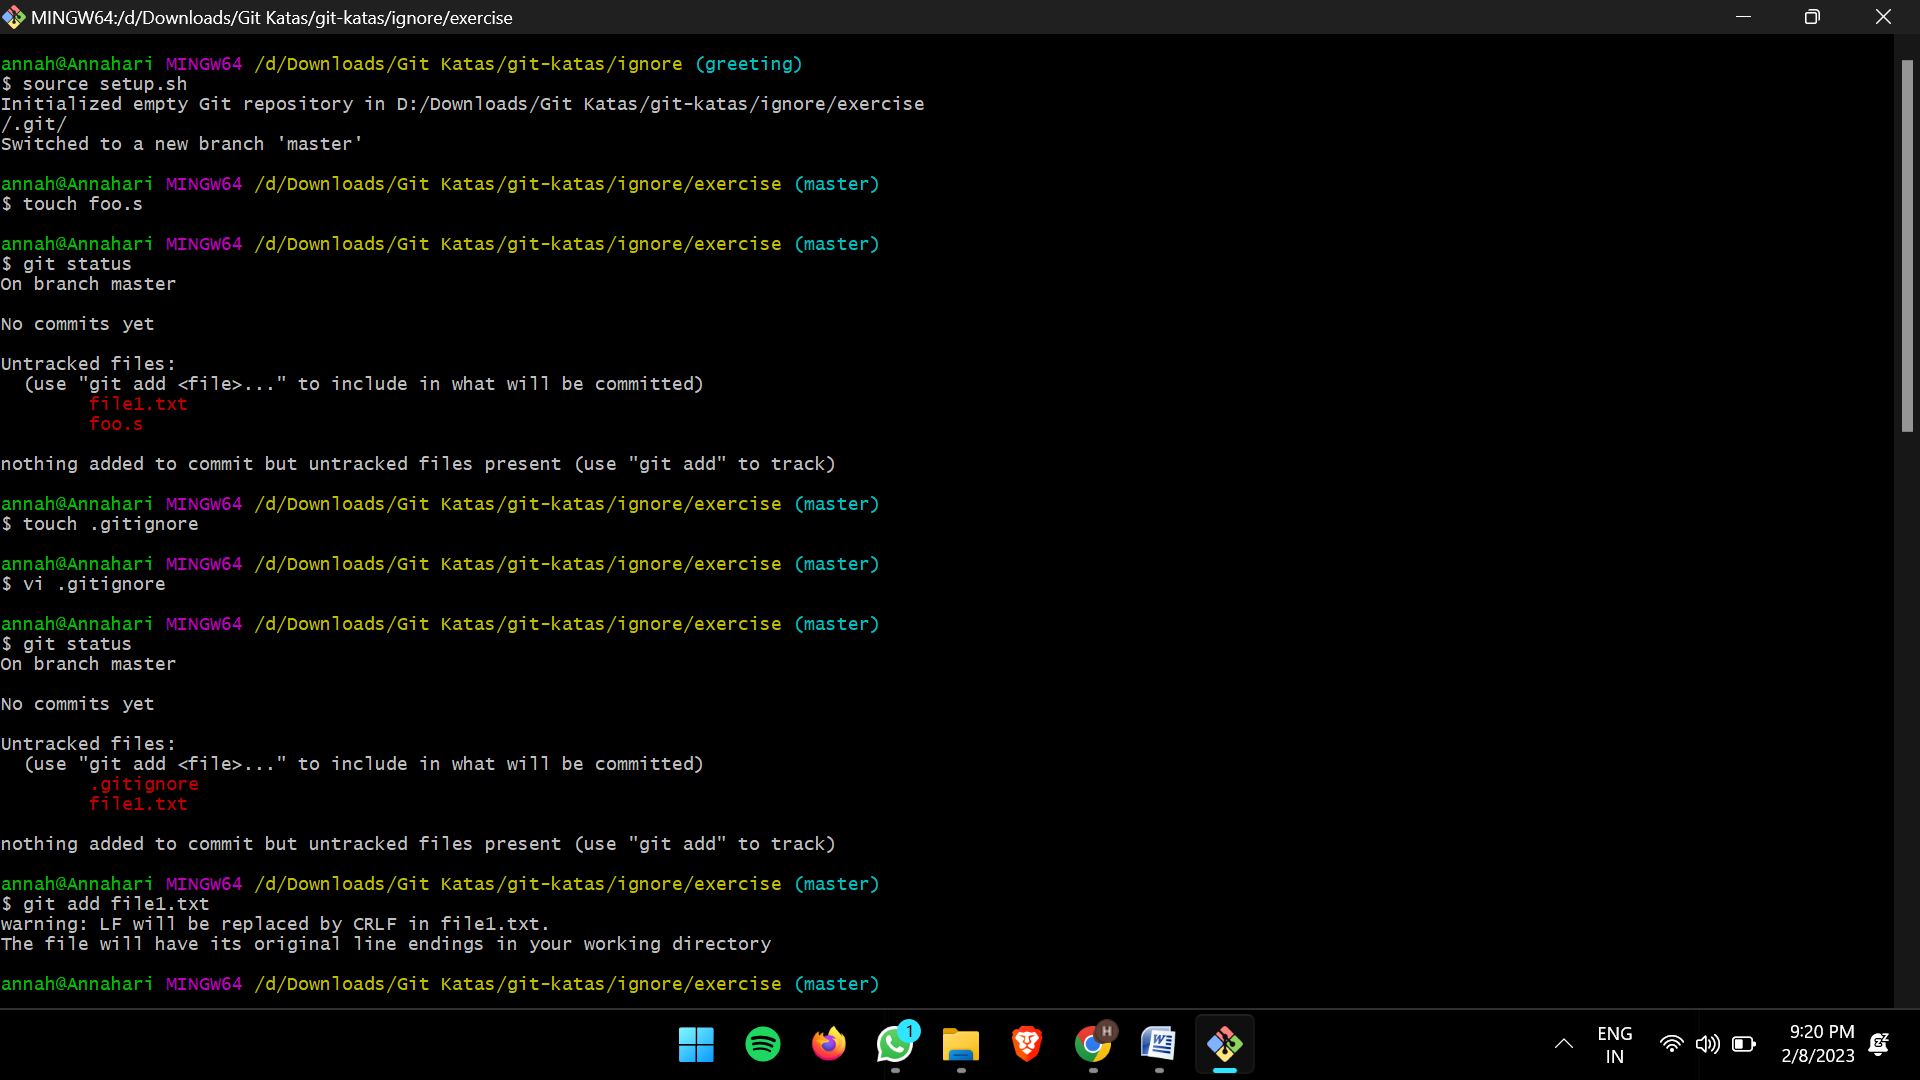 MINGW64:/d/Downloads/Git Katas/git-katas/ignore/exercise
annah@Annahari MINGW64 /d/Downloads/Git Katas/git-katas/ignore (greeting)
$ source setup.sh
Initialized empty Git repository in D:/Downloads/Git Katas/git-katas/ignore/exercise
/.git/
Switched to a new branch 'master'
annah@Annahari MINGW64 /d/Downloads/Git Katas/git-katas/ignore/exercise (master)
$ touch foo.s
annah@Annahari MINGW64 /d/Downloads/Git Katas/git-katas/ignore/exercise (master)
$ git status
On branch master
No commits yet
Untracked files:
  (use "git add <file>..." to include in what will be committed)
        file1.txt
        foo.s
nothing added to commit but untracked files present (use "git add" to track)
annah@Annahari MINGW64 /d/Downloads/Git Katas/git-katas/ignore/exercise (master)
$ touch .gitignore
annah@Annahari MINGW64 /d/Downloads/Git Katas/git-katas/ignore/exercise (master)
$ vi .gitignore
annah@Annahari MINGW64 /d/Downloads/Git Katas/git-katas/ignore/exercise (master)
$ git status
On branch master
No commits yet
Untracked files:
  (use "git add <file>..." to include in what will be committed)
        .gitignore
        file1.txt
nothing added to commit but untracked files present (use "git add" to track)
annah@Annahari MINGW64 /d/Downloads/Git Katas/git-katas/ignore/exercise (master)
$ git add file1.txt
warning: LF will be replaced by CRLF in file1.txt.
The file will have its original line endings in your working directory
annah@Annahari MINGW64 /d/Downloads/Git Katas/git-katas/ignore/exercise (master)
1
H
W
ENG
IN
9:20 PM
2/8/2023